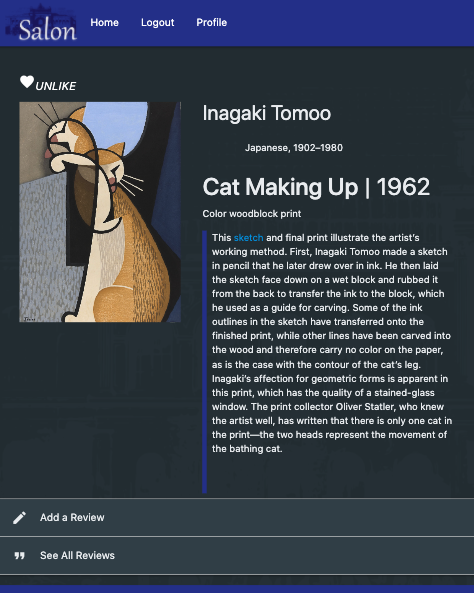 Salon
Home
Logout
Profile
UNLIKE
Inagaki Tomoo
Japanese, 1902–1980
Cat Making Up | 1962
Color woodblock print
This sketch and final print illustrate the artist's
working method. First, Inagaki Tomoo made a sketch
in pencil that he later drew over in ink. He then laid
the sketch face down on a wet block and rubbed it
from the back to transfer the ink to the block, which
he used as a guide for carving. Some of the ink
outlines in the sketch have transferred onto the
finished print, while other lines have been carved into
the wood and therefore carry no color on the paper,
as is the case with the contour of the cat's leg.
Inagaki's affection for geometric forms is apparent in
this print, which has the quality of a stained-glass
window. The print collector Oliver Statler, who knew
the artist well, has written that there is only one cat in
the print—the two heads represent the movement of
the bathing cat.
Add a Review
See All Reviews